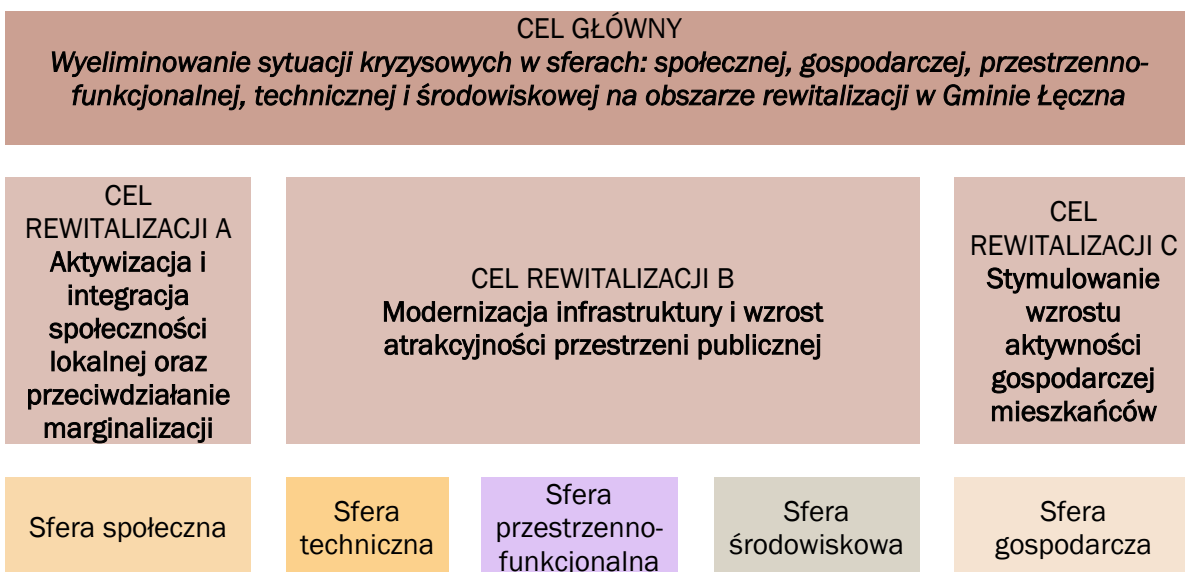 CEL GŁÓWNY
Wyeliminowanie sytuacji kryzysowych w sferach: społecznej, gospodarczej, przestrzenno-
funkcjonalnej, technicznej i środowiskowej na obszarze rewitalizacji w Gminie Łęczna
CEL
REWITALIZACJI A
Aktywizacja i
integracja
społeczności
lokalnej oraz
przeciwdziałanie
marginalizacji
CEL REWITALIZACJI B
Modernizacja infrastruktury i wzrost
atrakcyjności przestrzeni publicznej
CEL
REWITALIZACJI C
Stymulowanie
wzrostu
aktywności
gospodarczej
mieszkańców
Sfera społeczna
Sfera
techniczna
Sfera
przestrzenno-
funkcjonalna
Sfera
środowiskowa
Sfera
gospodarcza